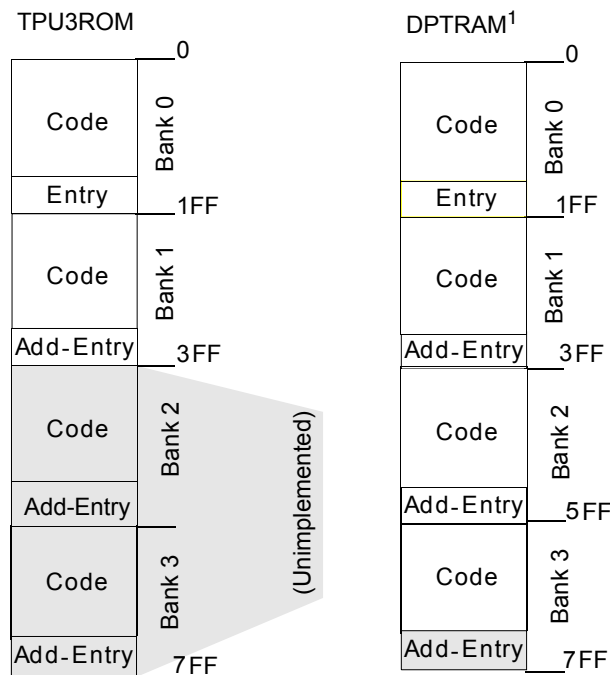 TPU3ROM
0
Code
Bank 0
Entry
1FF
Code
Bank 1
Add-Entry
3FF
Code
Bank 2
Add-Entry
(Unimplemented)
Code
Bank 3
Add-Entry
7FF
DPTRAM1
0
Code
Bank 0
Entry
1FF
Code
Bank 1
Add-Entry
3FF
Code
Bank 2
Add-Entry
5FF
Code
Bank 3
Add-Entry
7FF